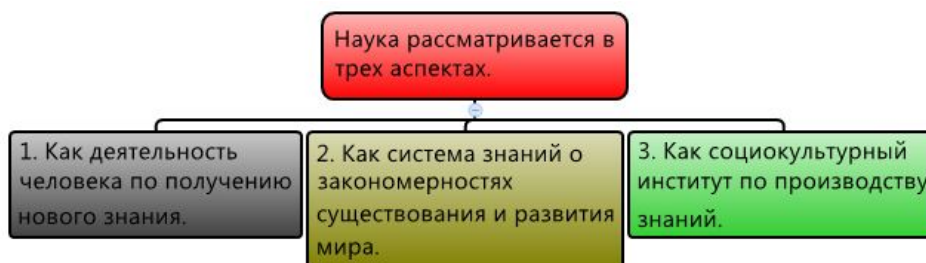 Наука рассматривается в
трех аспектах.
1. Как деятельность
человека по получению
нового знания.
2. Как система знаний о
закономерностях
существования и развития
мира.
3. Как социокультурный
институт по производству
знаний.